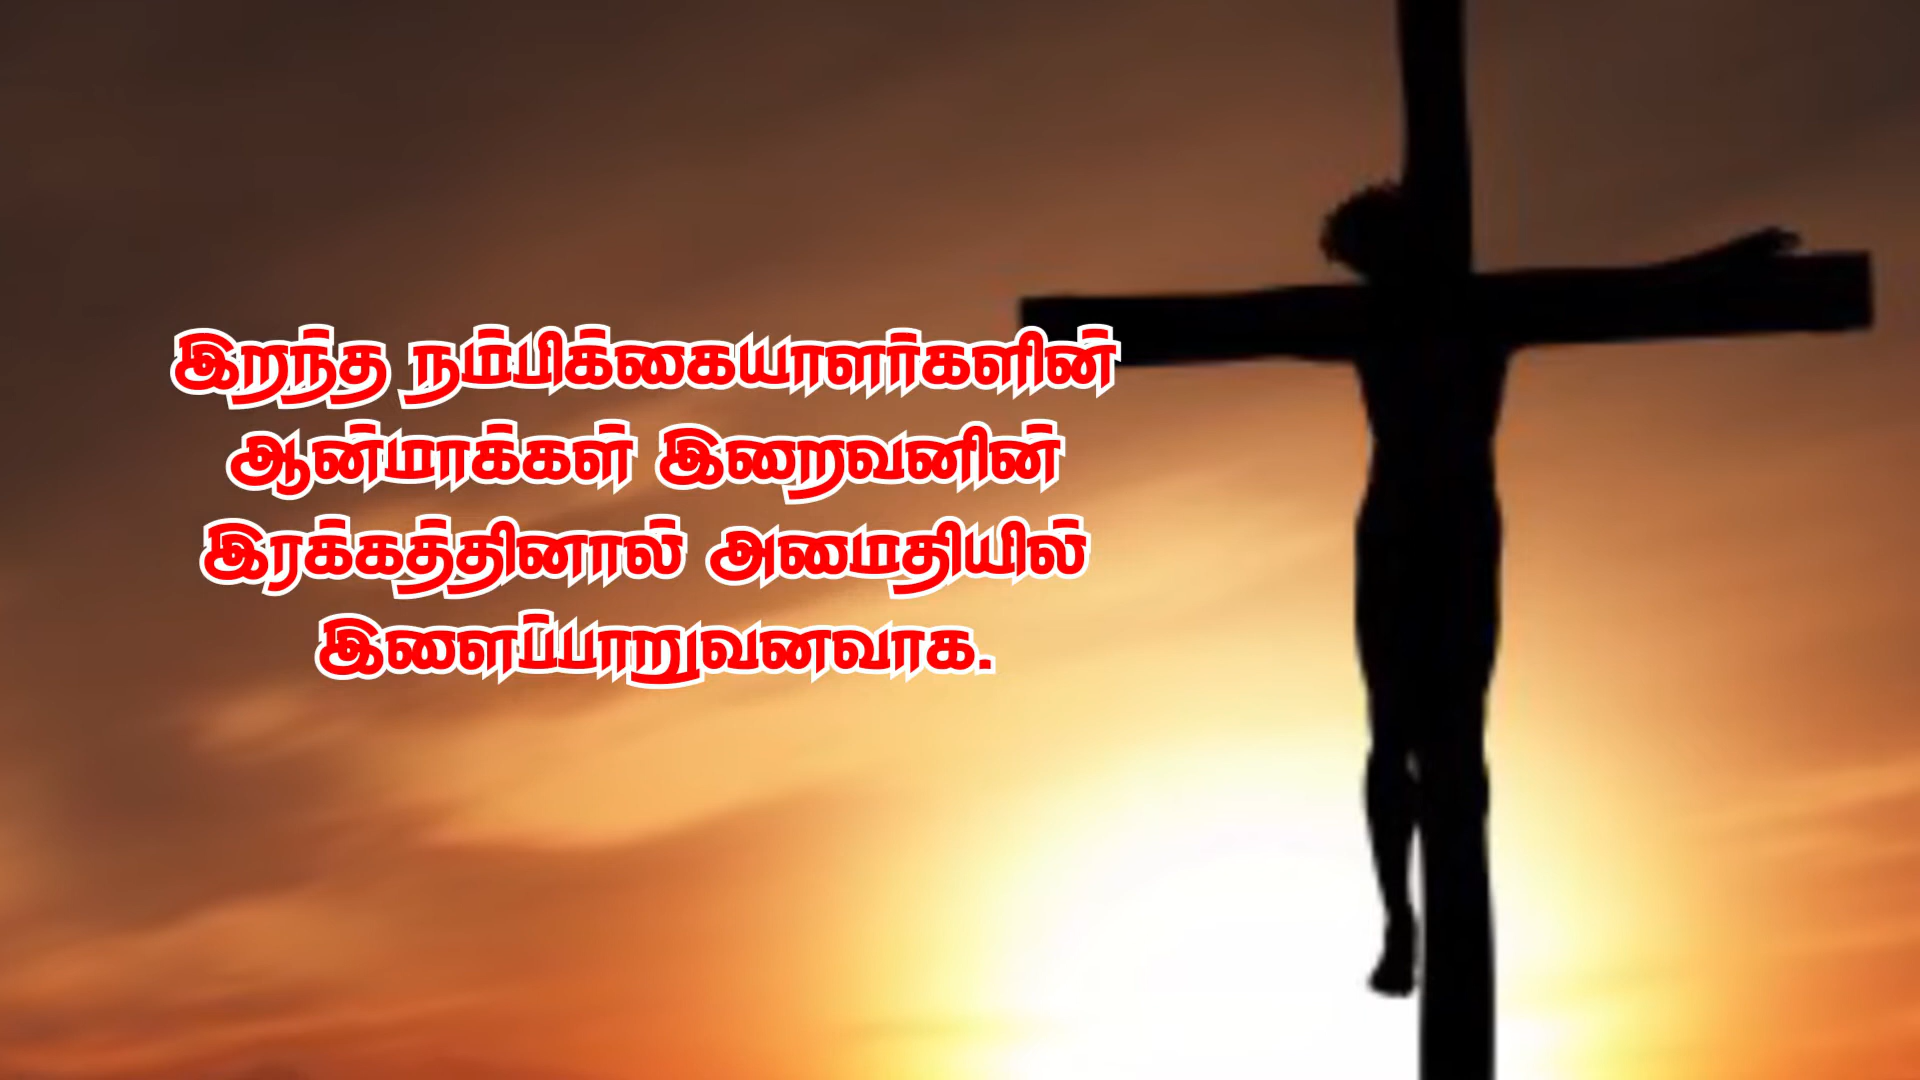 இறந்த நம்பிக்கையாளர்களின்
ஆன்மாக்கள் இறைவனின்
இரக்கத்தினால் அமைதியில்
இளைப்பாறுவனவாக.